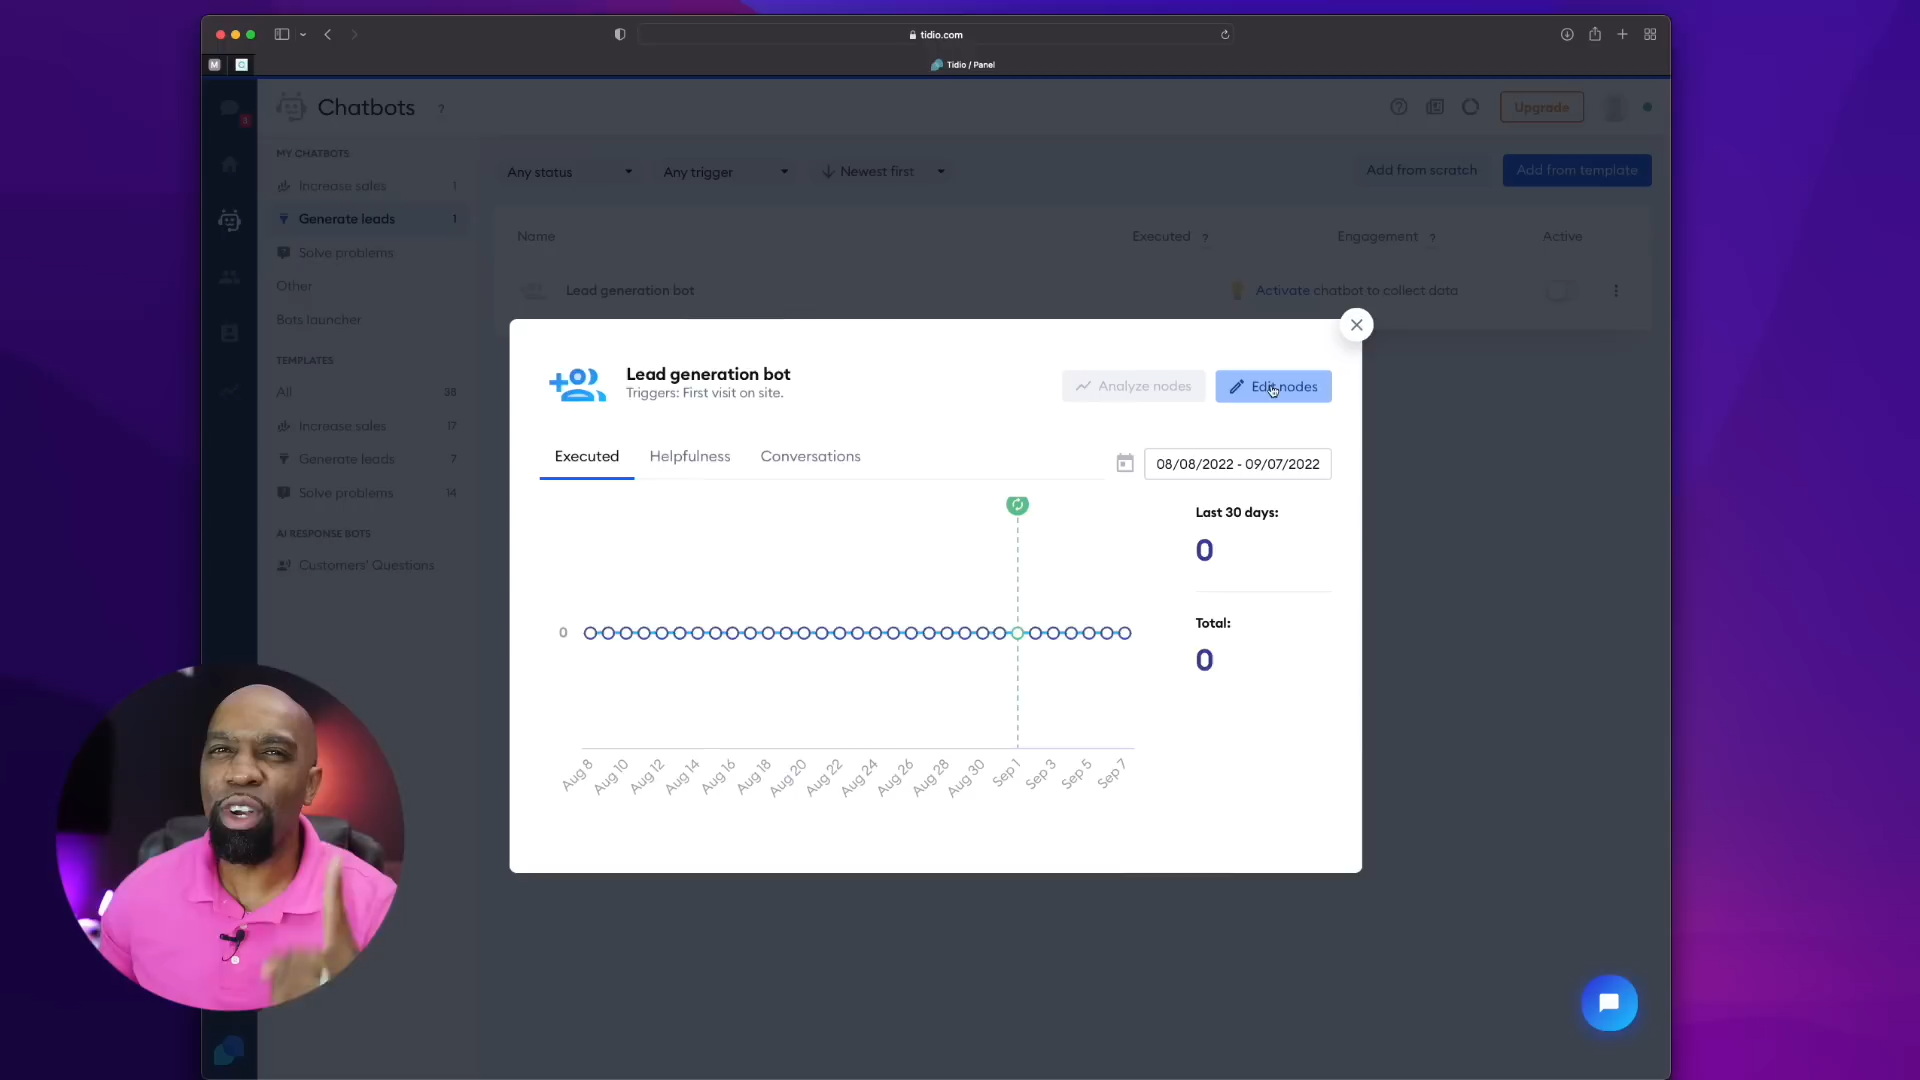 tidio.com
M
Tidio / Panel
Chatbots
?
Upgrade
MY CHATBOTS
Increase sales 1
Generate leads 1
Solve problems
Other
Bots launcher
TEMPLATES
All 38
Increase sales 17
Generate leads 7
Solve problems 14
AI RESPONSE BOTS
Customers' Questions
Any status
Any trigger
Newest first
Add from scratch
Add from template
Name
Executed ?
Engagement ?
Active
Lead generation bot
Activate chatbot to collect data
Lead generation bot
Triggers: First visit on site.
Analyze nodes
Edit nodes
Executed
Helpfulness
Conversations
08/08/2022 - 09/07/2022
Last 30 days:
0
Total:
0
0
Aug 8
Aug 10
Aug 12
Aug 14
Aug 16
Aug 18
Aug 20
Aug 22
Aug 24
Aug 26
Aug 28
Aug 30
Sep 1
Sep 3
Sep 5
Sep 7